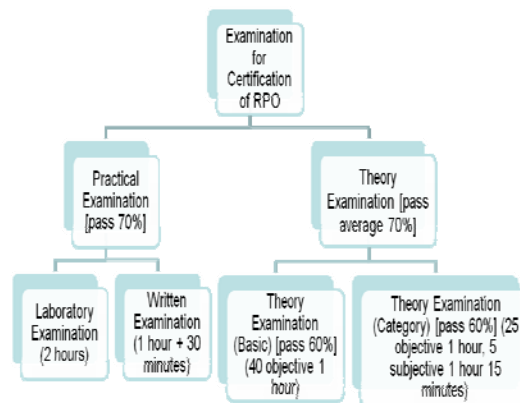 Examination
for
Certification
of RPO
Practical
Examination
[pass 70%]
Theory
Examination [pass
average 70%]
Laboratory
Examination
(2 hours)
Written
Examination
(1 hour + 30
minutes)
Theory
Examination
(Basic) [pass 60%]
(40 objective 1
hour)
Theory Examination
(Category) [pass 60%] (25
objective 1 hour, 5
subjective 1 hour 15
minutes)